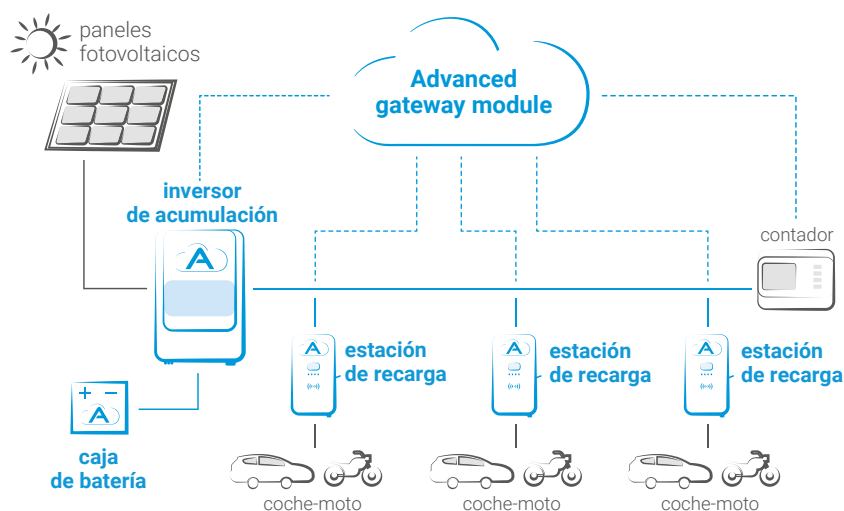 paneles
fotovoltaicos
Advanced
gateway module
inversor
de acumulación
A
contador
A
estación
de recarga
A
estación
de recarga
A
estación
de recarga
+ −
A
caja
de batería
coche-moto
coche-moto
coche-moto